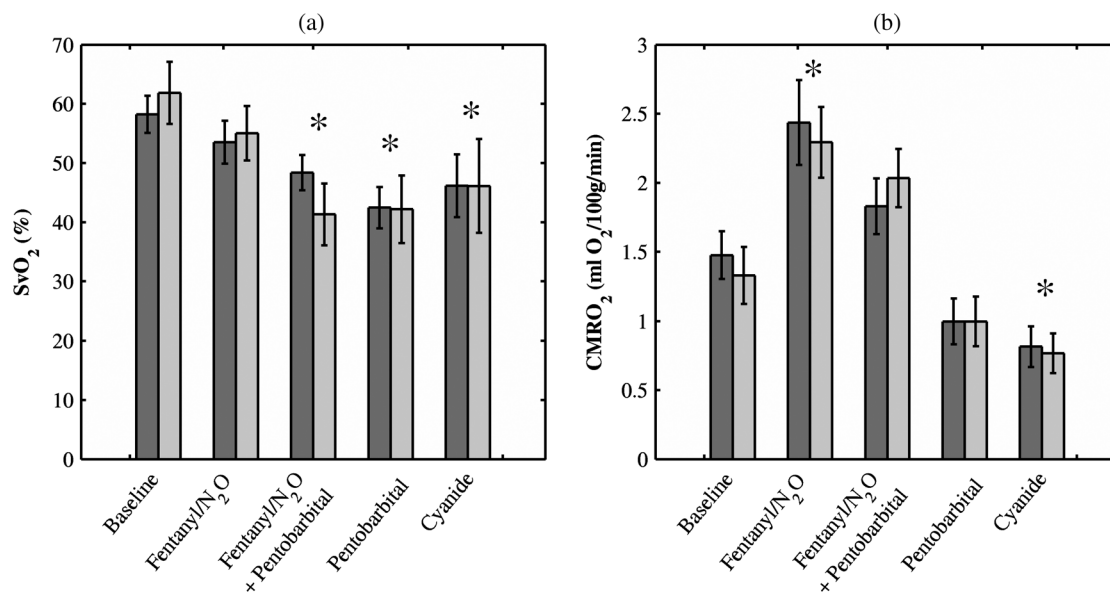 (a)
SvO₂ (%)
70
60
50
40
30
20
10
0
*
*
*
Baseline
Fentanyl/N₂O
Fentanyl/N₂O
+ Pentobarbital
Pentobarbital
Cyanide
(b)
CMRO₂ (ml O₂/100g/min)
3
2.5
2
1.5
1
0.5
0
*
*
Baseline
Fentanyl/N₂O
Fentanyl/N₂O
+ Pentobarbital
Pentobarbital
Cyanide